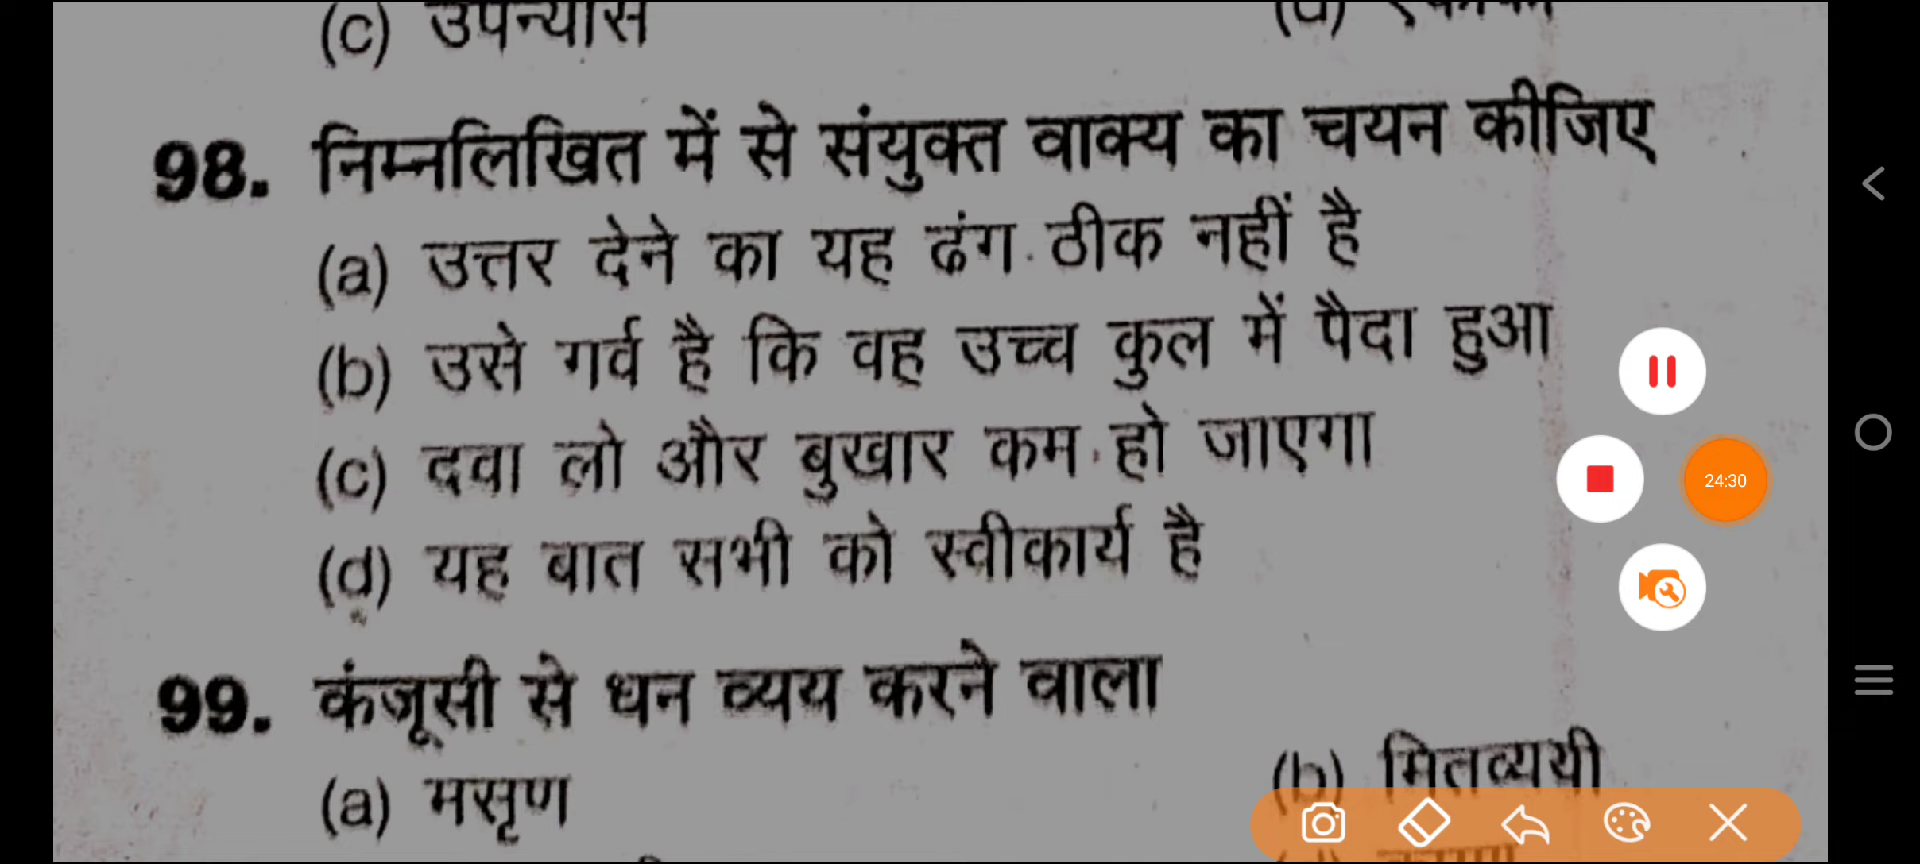 (c) उपन्यास
98. निम्नलिखित में से संयुक्त वाक्य का चयन कीजिए
(a) उत्तर देने का यह ढंग ठीक नहीं है
(b) उसे गर्व है कि वह उच्च कुल में पैदा हुआ
(c) दवा लो और बुखार कम हो जाएगा
(d) यह बात सभी को स्वीकार्य है
24:30
99. कंजूसी से धन व्यय करने वाला
(a) मसृण (b) मितव्ययी